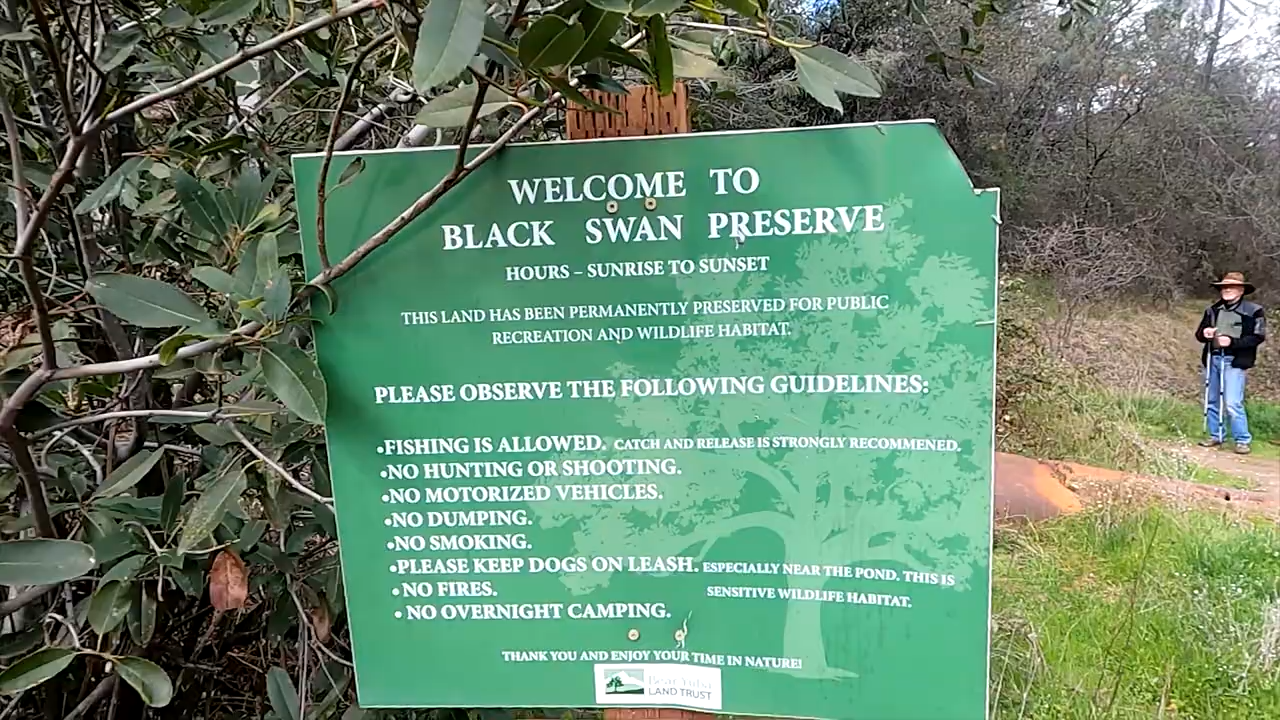 WELCOME TO
BLACK SWAN PRESERVE
HOURS – SUNRISE TO SUNSET
THIS LAND HAS BEEN PERMANENTLY PRESERVED FOR PUBLIC
RECREATION AND WILDLIFE HABITAT.
PLEASE OBSERVE THE FOLLOWING GUIDELINES:
•FISHING IS ALLOWED. CATCH AND RELEASE IS STRONGLY RECOMMENED.
•NO HUNTING OR SHOOTING.
•NO MOTORIZED VEHICLES.
•NO DUMPING.
•NO SMOKING.
•PLEASE KEEP DOGS ON LEASH. ESPECIALLY NEAR THE POND. THIS IS
SENSITIVE WILDLIFE HABITAT.
•NO FIRES.
• NO OVERNIGHT CAMPING.
THANK YOU AND ENJOY YOUR TIME IN NATURE!
Bear Yuba
LAND TRUST